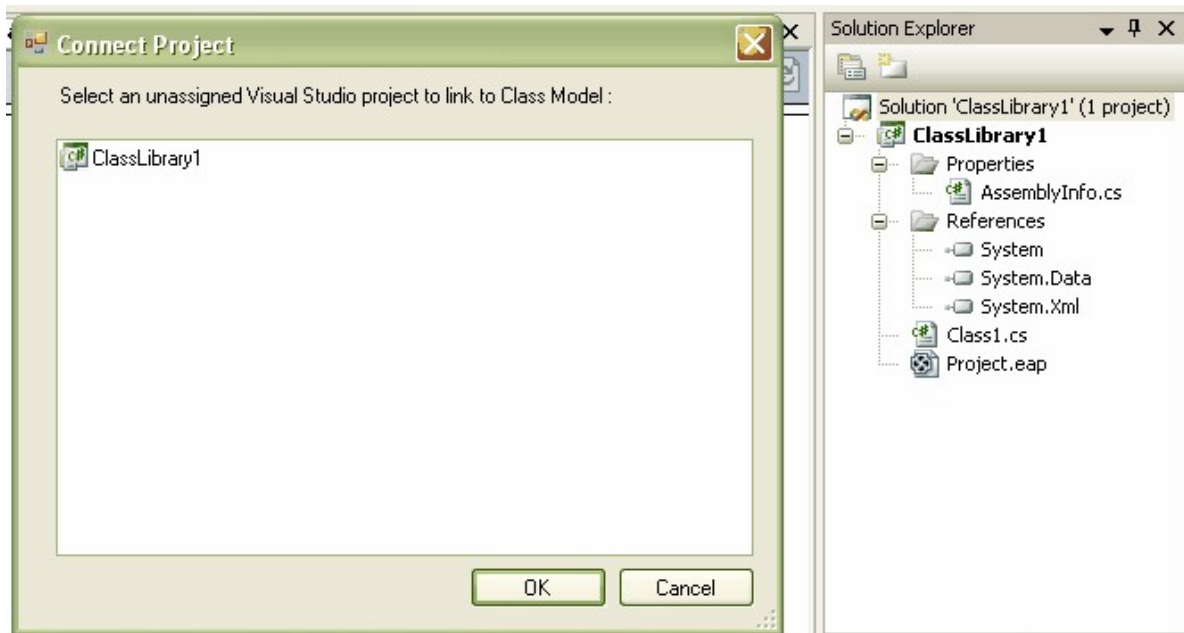 Connect Project
Select an unassigned Visual Studio project to link to Class Model :
ClassLibrary1
OK
Cancel
Solution Explorer
Solution 'ClassLibrary1' (1 project)
ClassLibrary1
Properties
AssemblyInfo.cs
References
System
System.Data
System.Xml
Class1.cs
Project.eap